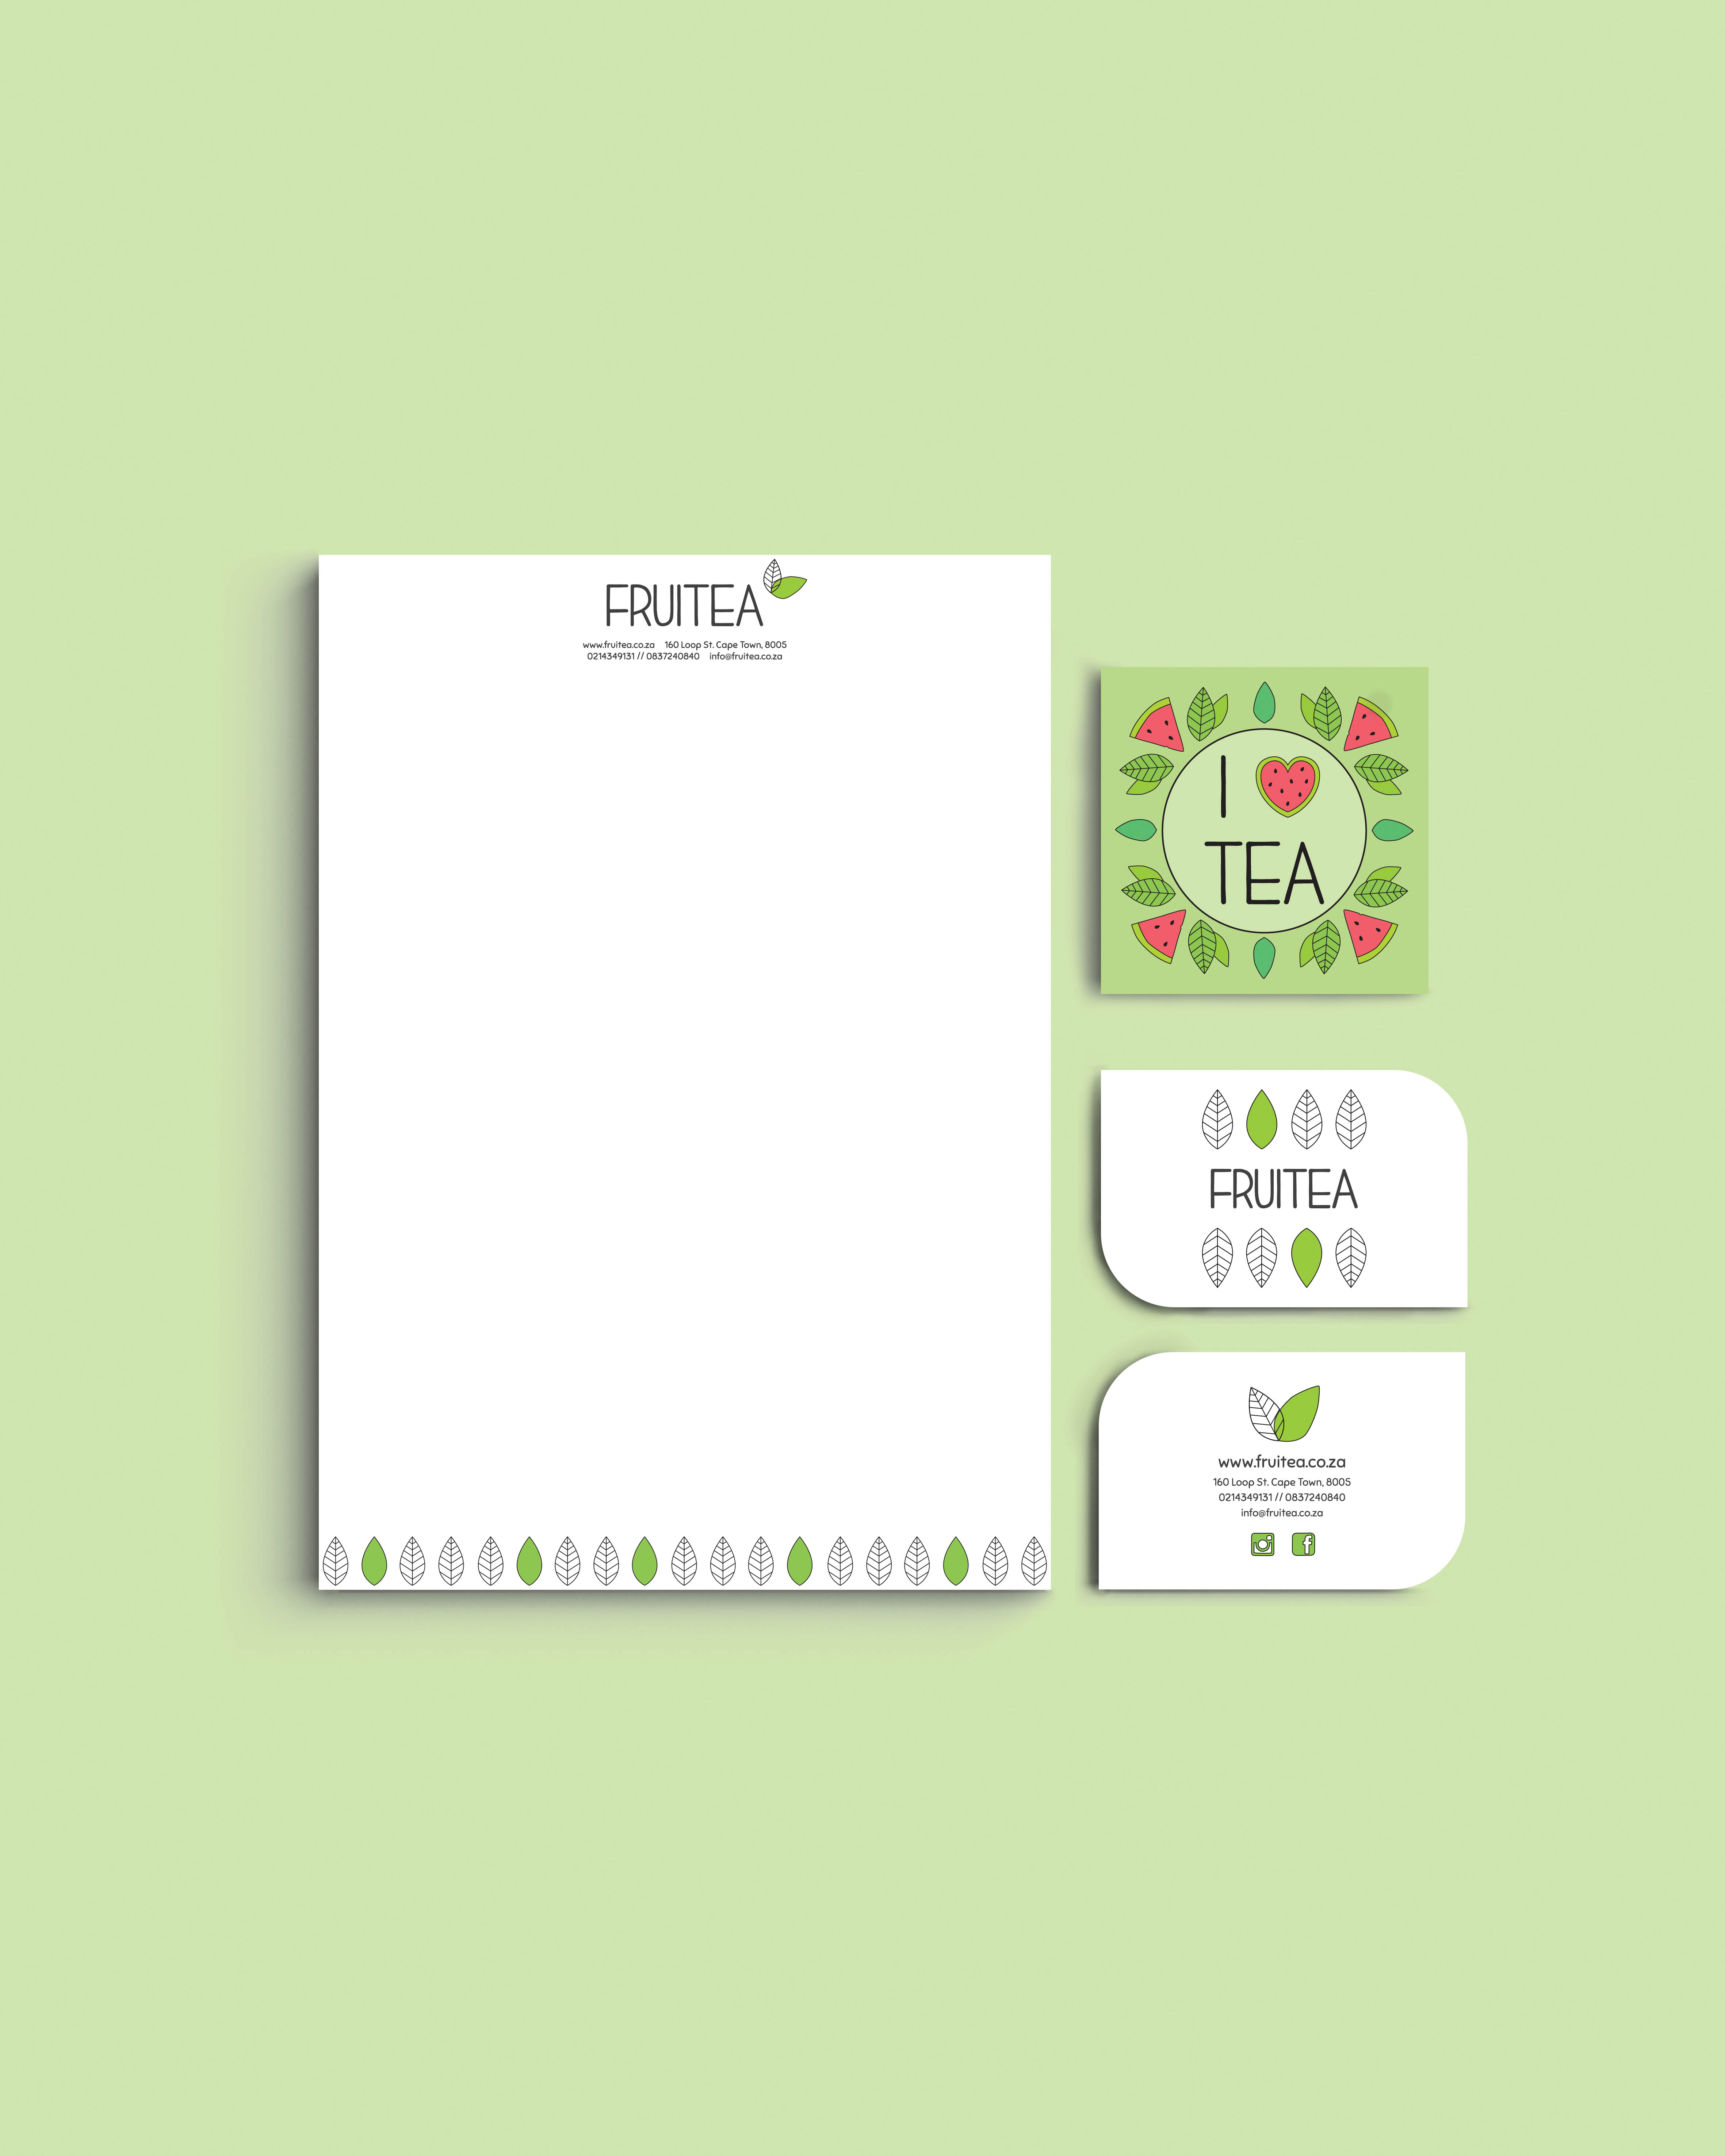 FRUITEA
www.fruitea.co.za 160 Loop St. Cape Town, 8005
0214349131 // 0837240840 info@fruitea.co.za
I
TEA
FRUITEA
www.fruitea.co.za
160 Loop St. Cape Town, 8005
0214349131 // 0837240840
info@fruitea.co.za